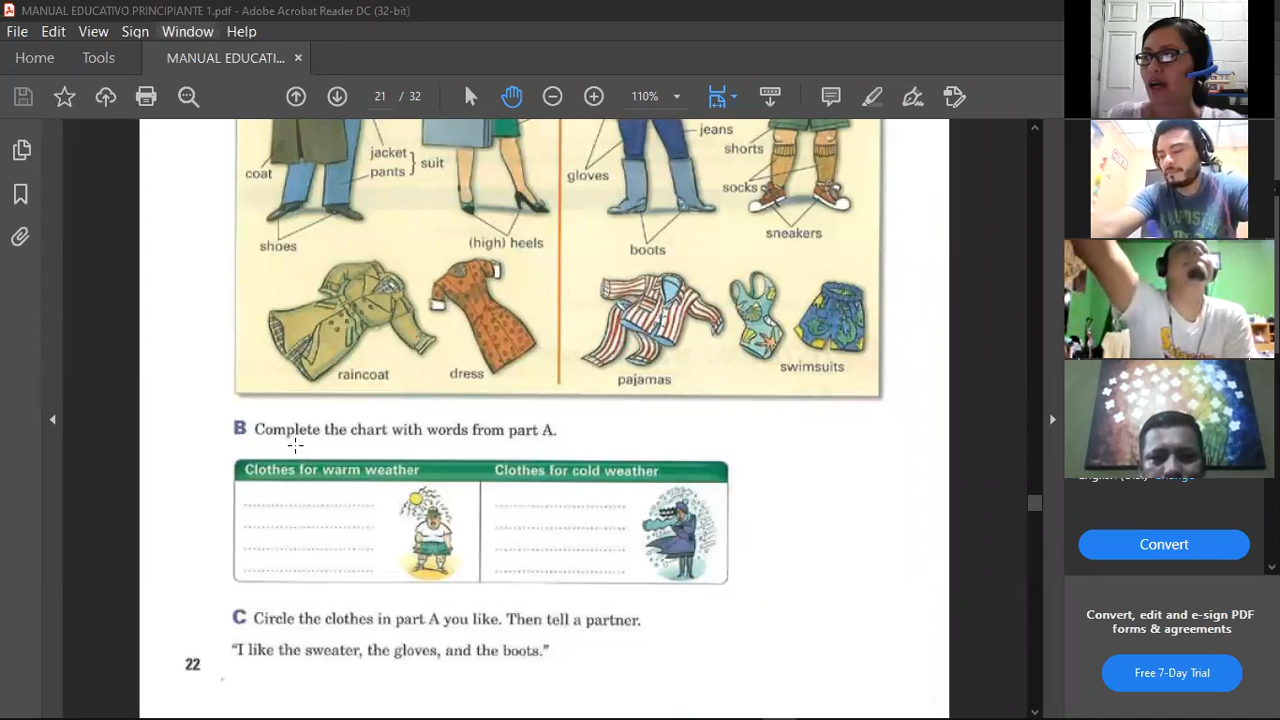 MANUAL EDUCATIVO PRINCIPIANTE 1.pdf - Adobe Acrobat Reader DC (32-bit)
File Edit View Sign Window Help
Home Tools MANUAL EDUCATI... ×
21 / 32 110%
coat
jacket
pants
suit
gloves
jeans
shorts
socks
shoes
(high) heels
boots
sneakers
raincoat
dress
pajamas
swimsuits
B Complete the chart with words from part A.
Clothes for warm weather Clothes for cold weather
C Circle the clothes in part A you like. Then tell a partner.
"I like the sweater, the gloves, and the boots."
22
Convert
Convert, edit and e-sign PDF
forms & agreements
Free 7-Day Trial